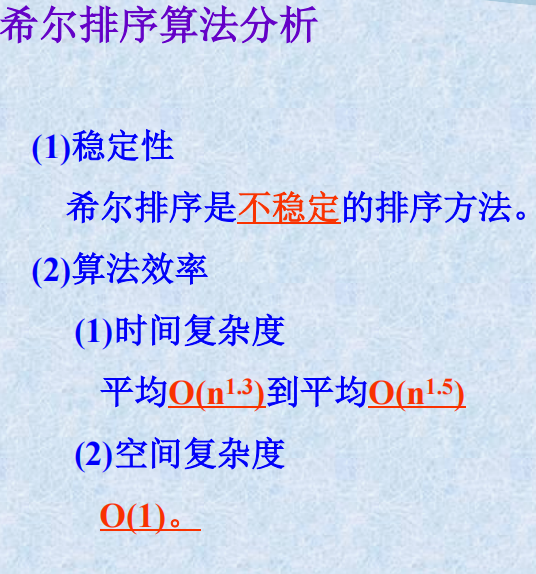 希尔排序算法分析
(1)稳定性
希尔排序是不稳定的排序方法。
(2)算法效率
(1)时间复杂度
平均O(n^1.3)到平均O(n^1.5)
(2)空间复杂度
O(1)。